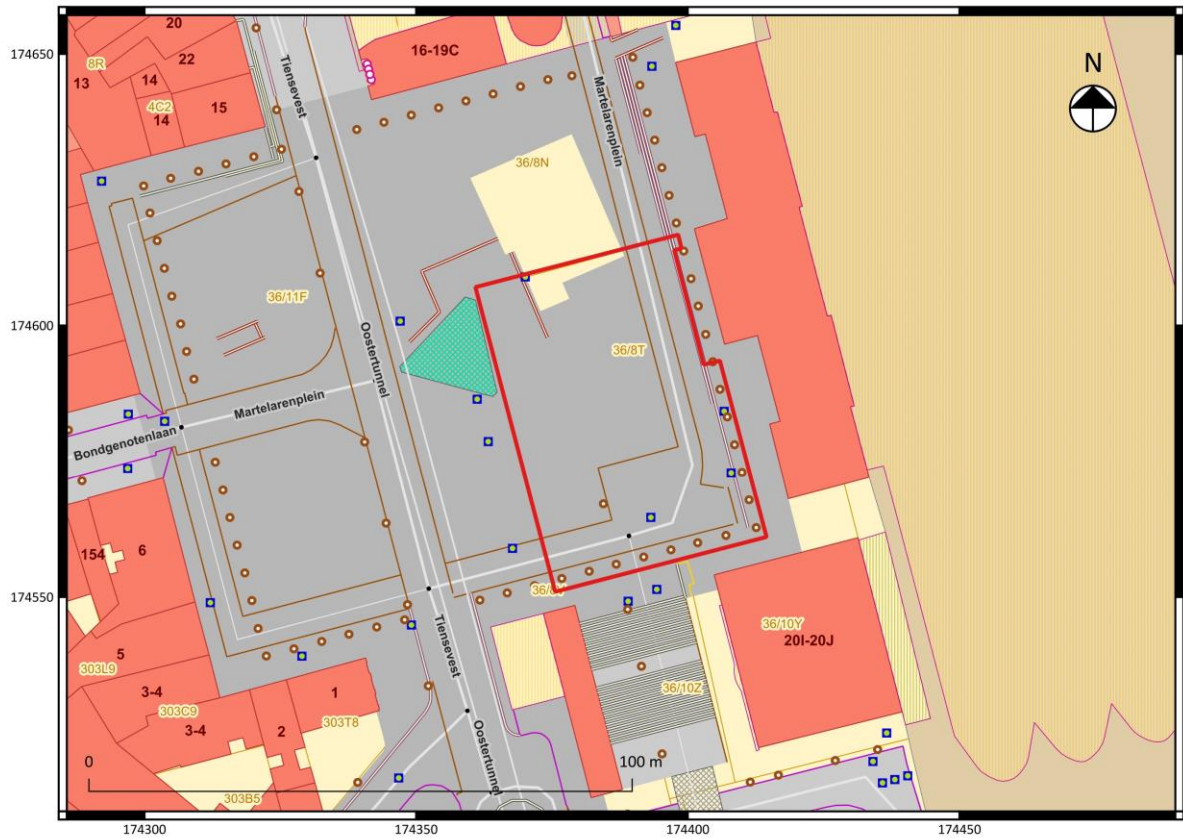 20
22
8R
13
14
4C2
14
15
16-19C
Tiensevest
Martelarenplein
N
174650
36/8N
36/11F
174600
Oostertunnel
36/8T
Martelarenplein
Bondgenotenlaan
154
6
174550
5
303L9
3-4
303C9
3-4
2
1
303T8
303B5
Tiensevest
Oostertunnel
36/10Y
20I-20J
36/10Z
0
100 m
174300
174350
174400
174450